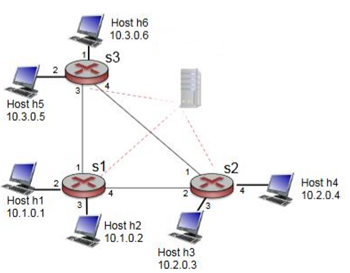 Host h6
10.3.0.6
s3
1
2
3
4
Host h5
10.3.0.5
s1
1
2
3
4
Host h1
10.1.0.1
Host h2
10.1.0.2
s2
1
2
3
4
Host h4
10.2.0.4
Host h3
10.2.0.3